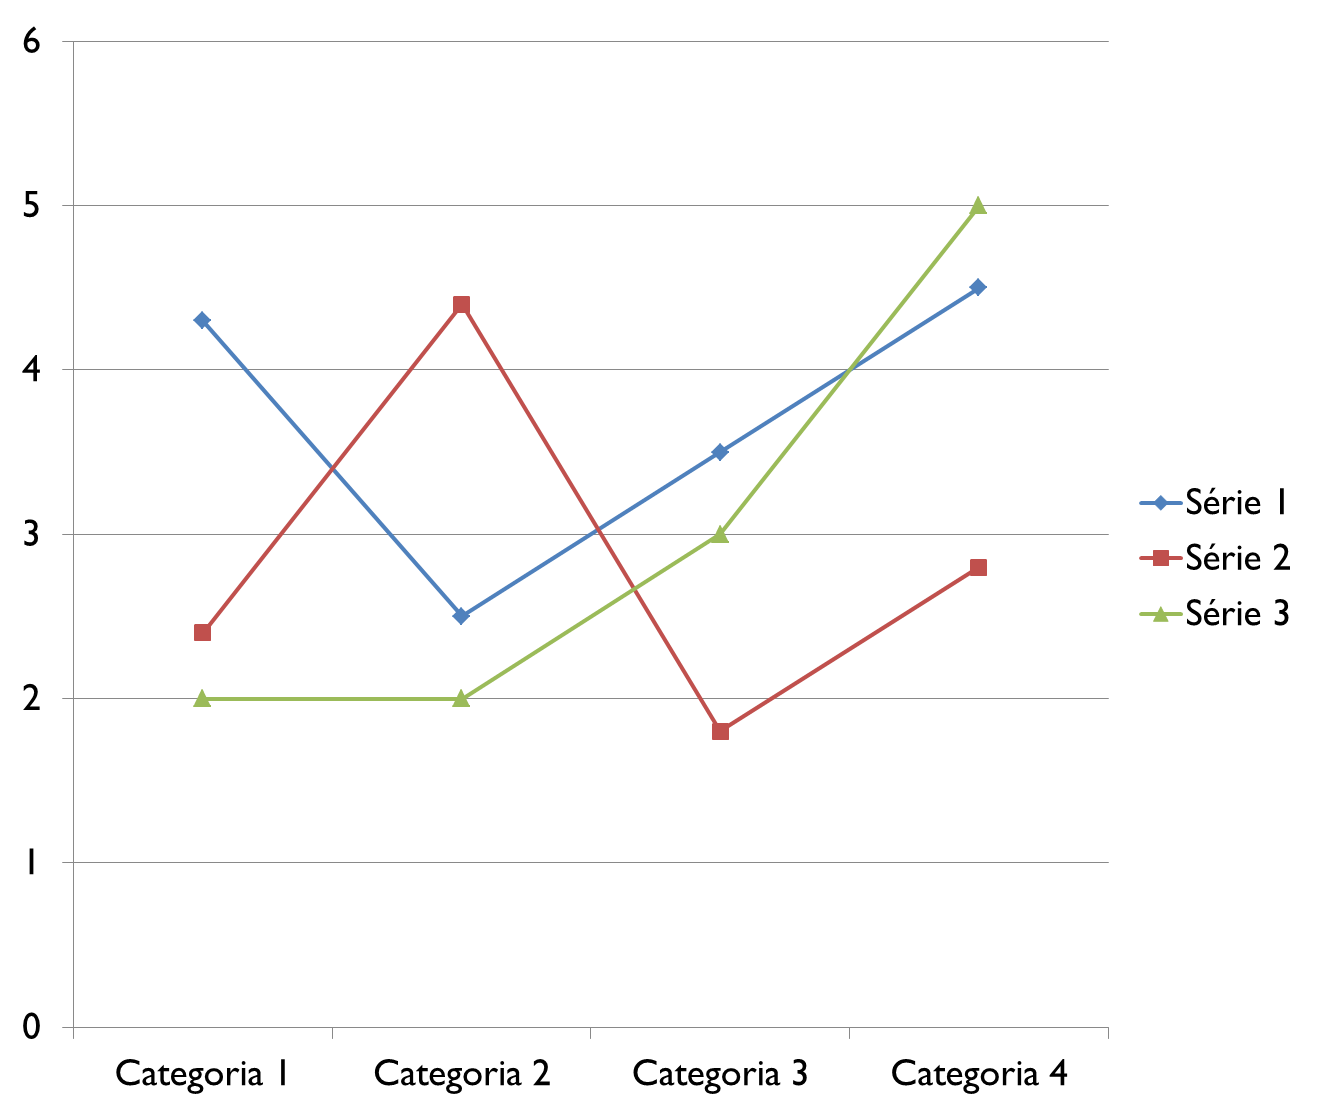 6
5
4
3
2
1
0
Categoria 1
Categoria 2
Categoria 3
Categoria 4
Série 1
Série 2
Série 3